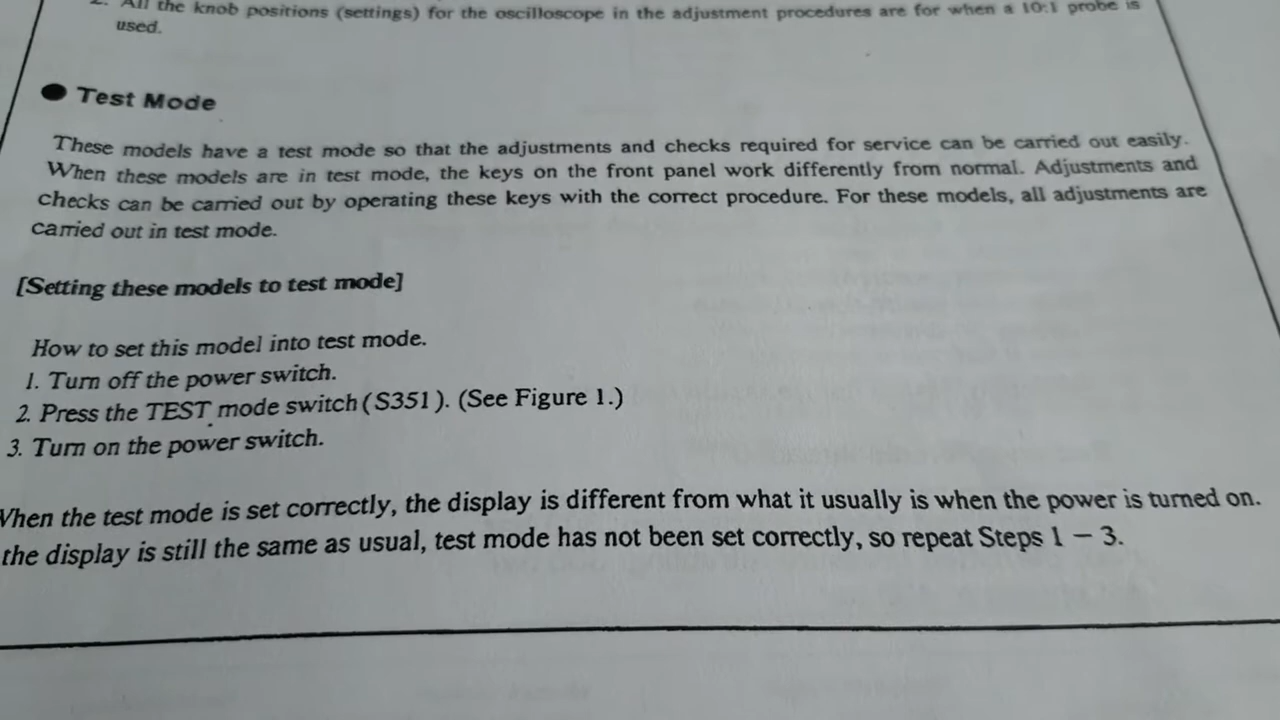 2. All the knob positions (settings) for the oscilloscope in the adjustment procedures are for when a 10:1 probe is
used.
● Test Mode
These models have a test mode so that the adjustments and checks required for service can be carried out easily.
When these models are in test mode, the keys on the front panel work differently from normal. Adjustments and
checks can be carried out by operating these keys with the correct procedure. For these models, all adjustments are
carried out in test mode.
[Setting these models to test mode]
How to set this model into test mode.
1. Turn off the power switch.
2. Press the TEST mode switch (S351). (See Figure 1.)
3. Turn on the power switch.
When the test mode is set correctly, the display is different from what it usually is when the power is turned on.
the display is still the same as usual, test mode has not been set correctly, so repeat Steps 1 – 3.